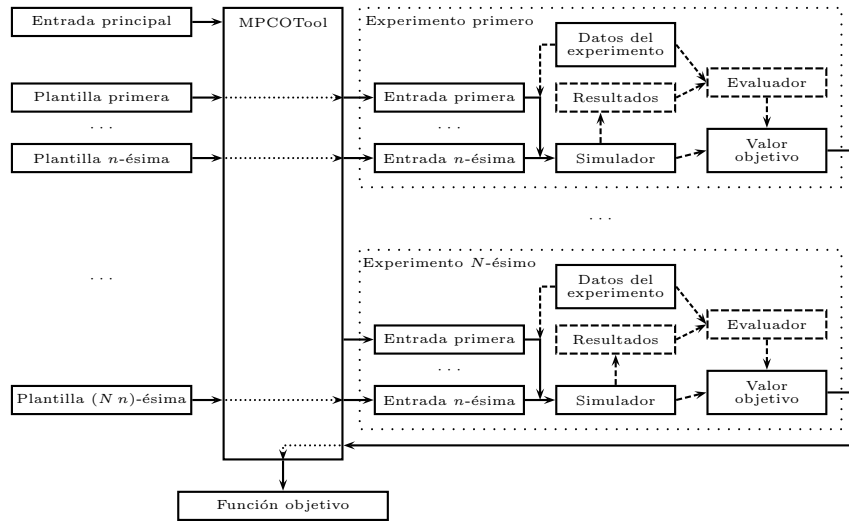 Entrada principal
MPCOTool
Experimento primero
Datos del
experimento
Plantilla primera
Entrada primera
Resultados
Evaluador
. . .
. . .
Plantilla n-ésima
Entrada n-ésima
Simulador
Valor
objetivo
. . .
Experimento N-ésimo
. . .
Datos del
experimento
Entrada primera
Resultados
Evaluador
. . .
Plantilla (N n)-ésima
Entrada n-ésima
Simulador
Valor
objetivo
Función objetivo